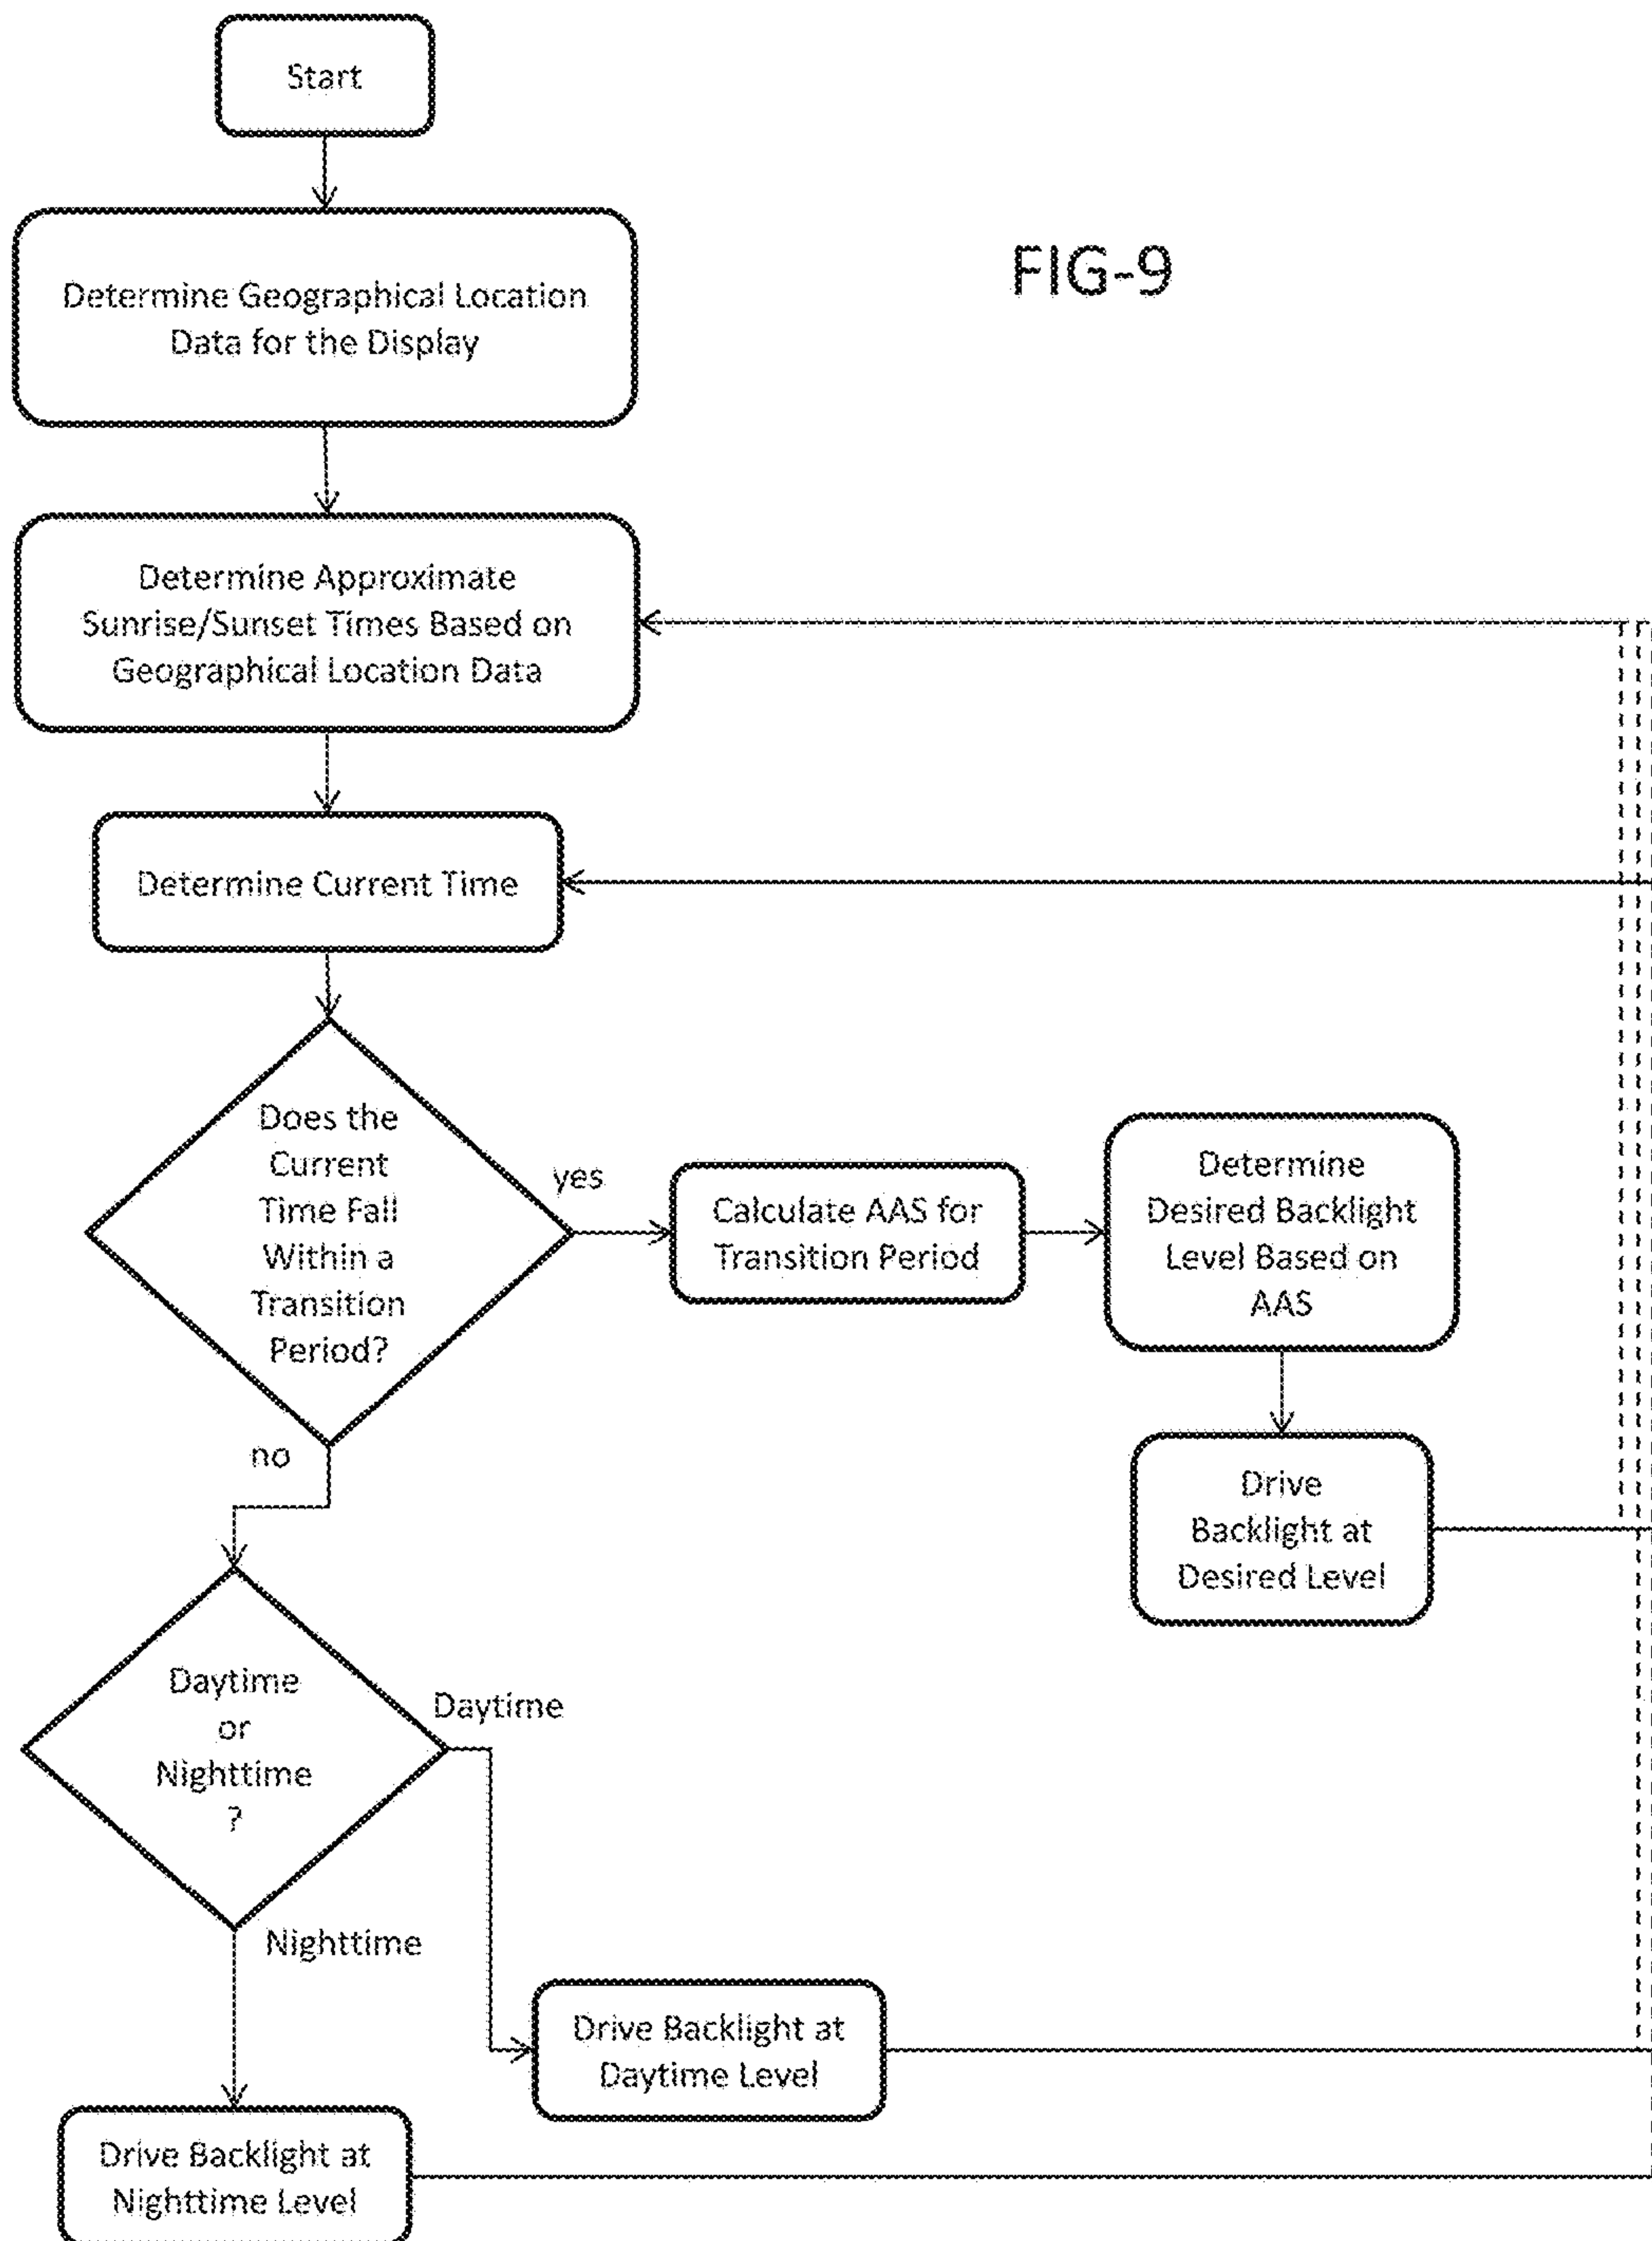 Start
FIG-9
Determine Geographical Location
Data for the Display
Determine Approximate
Sunrise/Sunset Times Based on
Geographical Location Data
Determine Current Time
Does the
Current
Time Fall
Within a
Transition
Period?
yes
Calculate AAS for
Transition Period
Determine
Desired Backlight
Level Based on
AAS
no
Drive
Backlight at
Desired Level
Daytime
or
Nighttime
?
Daytime
Nighttime
Drive Backlight at
Daytime Level
Drive Backlight at
Nighttime Level